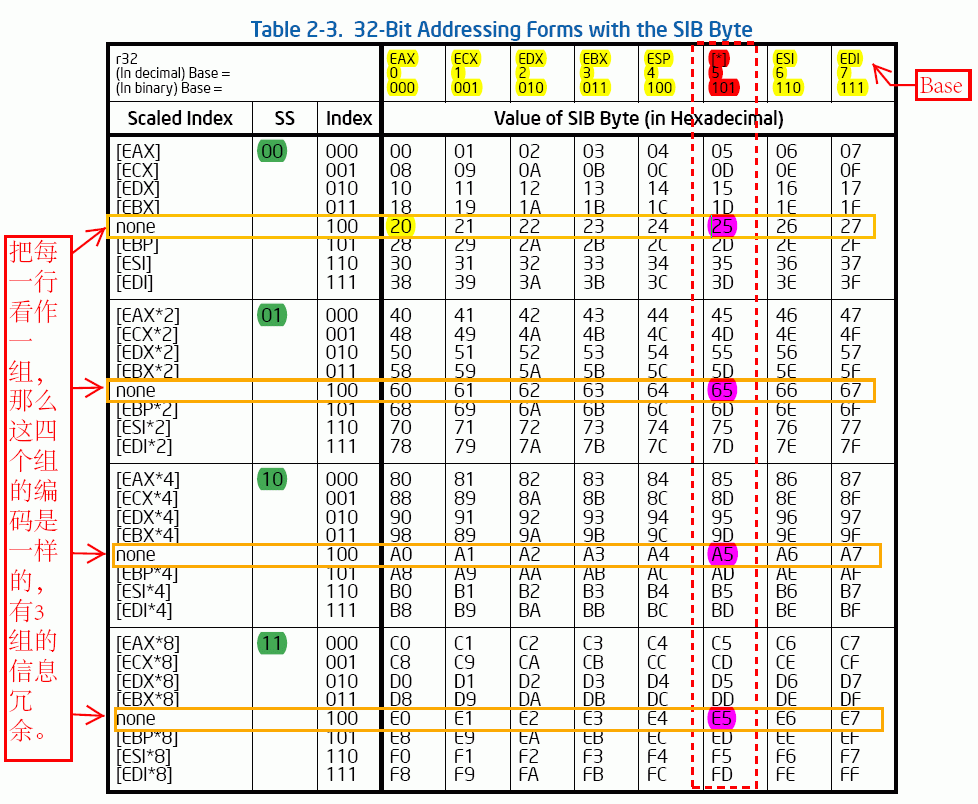 Table 2-3. 32-Bit Addressing Forms with the SIB Byte
r32 EAX ECX EDX EBX ESP [*] ESI EDI
(In decimal) Base = 0 1 2 3 4 5 6 7
(In binary) Base = 000 001 010 011 100 101 110 111
Base
Scaled Index SS Index Value of SIB Byte (in Hexadecimal)
[EAX] 00 000 00 01 02 03 04 05 06 07
[ECX] 001 08 09 0A 0B 0C 0D 0E 0F
[EDX] 010 10 11 12 13 14 15 16 17
[EBX] 011 18 19 1A 1B 1C 1D 1E 1F
none 100 20 21 22 23 24 25 26 27
[EBP] 101 28 29 2A 2B 2C 2D 2E 2F
[ESI] 110 30 31 32 33 34 35 36 37
[EDI] 111 38 39 3A 3B 3C 3D 3E 3F
[EAX*2] 01 000 40 41 42 43 44 45 46 47
[ECX*2] 001 48 49 4A 4B 4C 4D 4E 4F
[EDX*2] 010 50 51 52 53 54 55 56 57
[EBX*2] 011 58 59 5A 5B 5C 5D 5E 5F
none 100 60 61 62 63 64 65 66 67
[EBP*2] 101 68 69 6A 6B 6C 6D 6E 6F
[ESI*2] 110 70 71 72 73 74 75 76 77
[EDI*2] 111 78 79 7A 7B 7C 7D 7E 7F
[EAX*4] 10 000 80 81 82 83 84 85 86 87
[ECX*4] 001 88 89 8A 8B 8C 8D 8E 8F
[EDX*4] 010 90 91 92 93 94 95 96 97
[EBX*4] 011 98 89 9A 9B 9C 9D 9E 9F
none 100 A0 A1 A2 A3 A4 A5 A6 A7
[EBP*4] 101 A8 A9 AA AB AC AD AE AF
[ESI*4] 110 B0 B1 B2 B3 B4 B5 B6 B7
[EDI*4] 111 B8 B9 BA BB BC BD BE BF
[EAX*8] 11 000 C0 C1 C2 C3 C4 C5 C6 C7
[ECX*8] 001 C8 C9 CA CB CC CD CE CF
[EDX*8] 010 D0 D1 D2 D3 D4 D5 D6 D7
[EBX*8] 011 D8 D9 DA DB DC DD DE DF
none 100 E0 E1 E2 E3 E4 E5 E6 E7
[EBP*8] 101 E8 E9 EA EB EC ED EE EF
[ESI*8] 110 F0 F1 F2 F3 F4 F5 F6 F7
[EDI*8] 111 F8 F9 FA FB FC FD FE FF
把每
一行
看作
一
组，
那么
这四
个组
的编
码是
一样
的，
有3
组的
信息
冗
余。